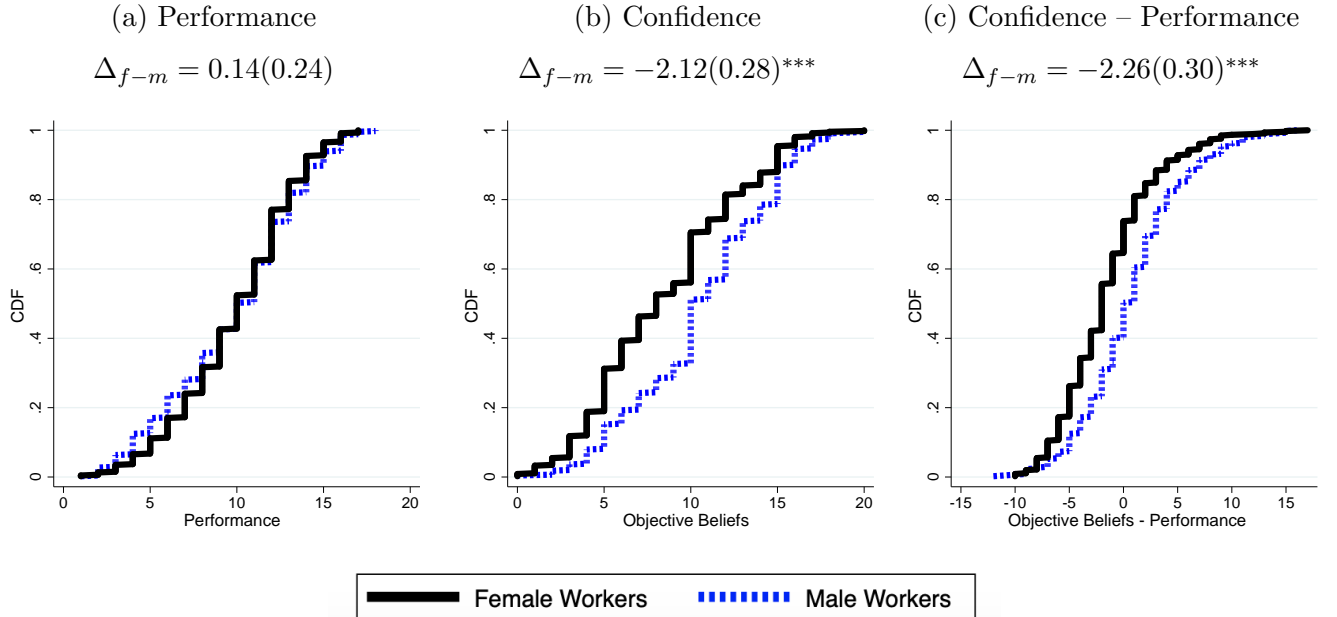 (a) Performance
Δf−m = 0.14(0.24)
1
.8
.6
.4
.2
0
CDF
0 5 10 15 20
Performance
(b) Confidence
Δf−m = −2.12(0.28)***
1
.8
.6
.4
.2
0
CDF
0 5 10 15 20
Objective Beliefs
(c) Confidence – Performance
Δf−m = −2.26(0.30)***
1
.8
.6
.4
.2
0
CDF
-15 -10 -5 0 5 10 15
Objective Beliefs - Performance
Female Workers Male Workers